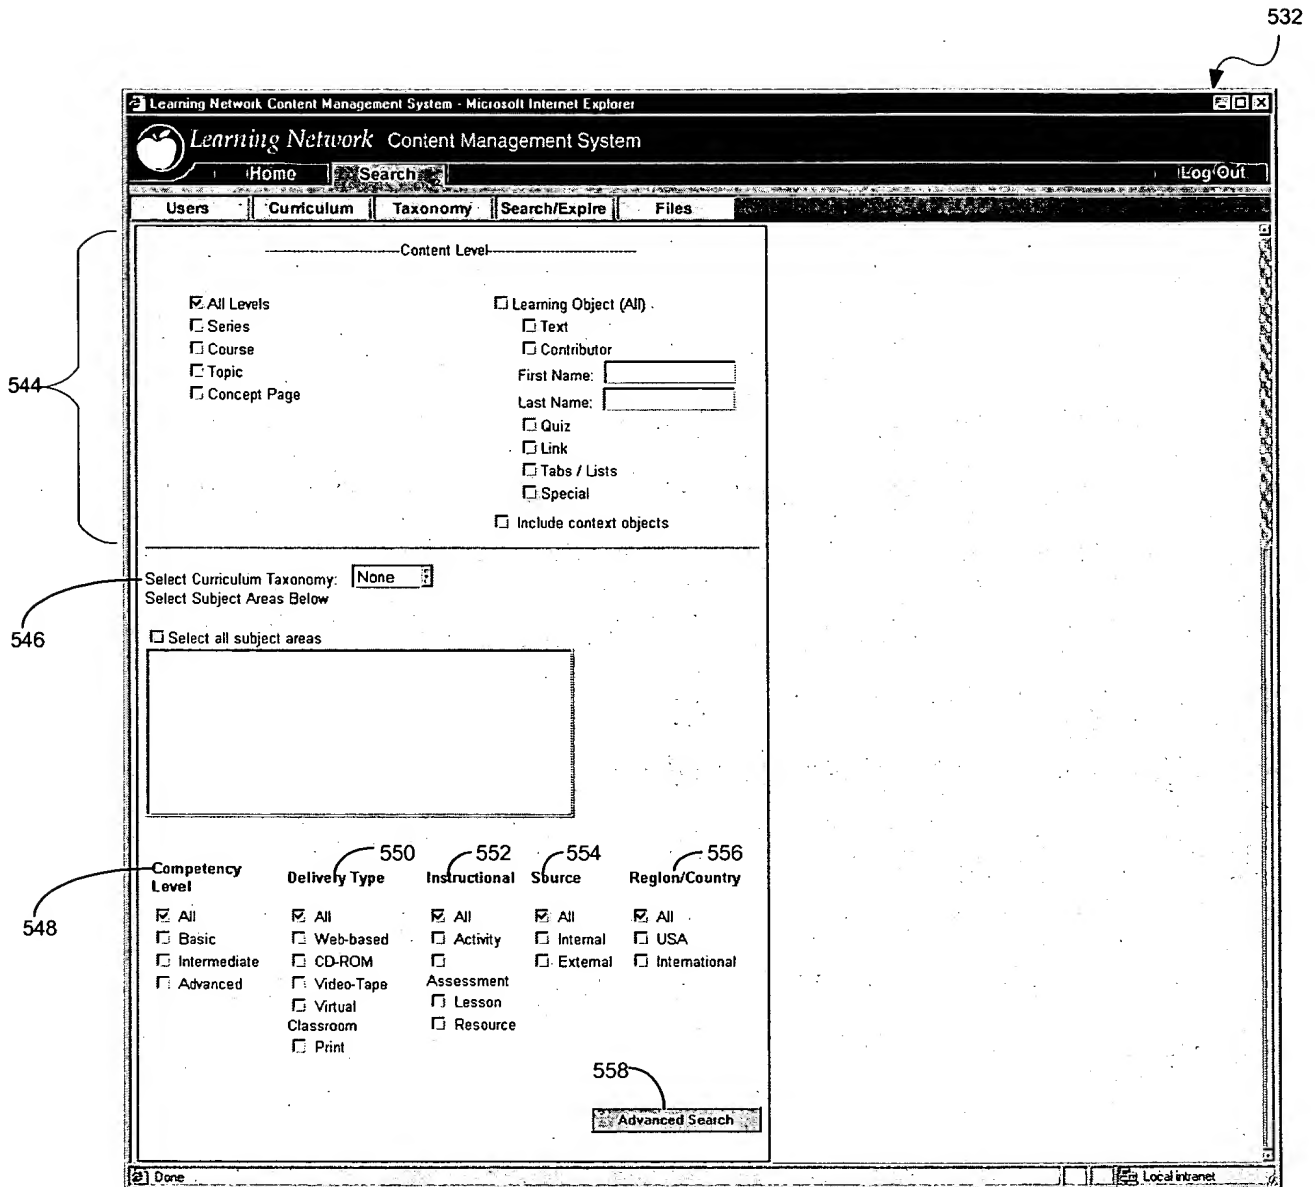 532
Learning Network Content Management System - Microsoft Internet Explorer
Learning Network Content Management System
Home Search Log Out
Users Curriculum Taxonomy Search/Expire Files
Content Level
All Levels Learning Object (All)
Series Text
Course Contributor
Topic First Name:
Concept Page Last Name:
544
Quiz
Link
Tabs / Lists
Special
Include context objects
Select Curriculum Taxonomy: None
Select Subject Areas Below
546
Select all subject areas
550 552 554 556
Competency Level Delivery Type Instructional Source Region/Country
548
All All All All All
Basic Web-based Activity Internal USA
Intermediate CD-ROM Assessment External International
Advanced Video-Tape Lesson
Virtual Classroom Resource
Print
558
Advanced Search
Done Local intranet